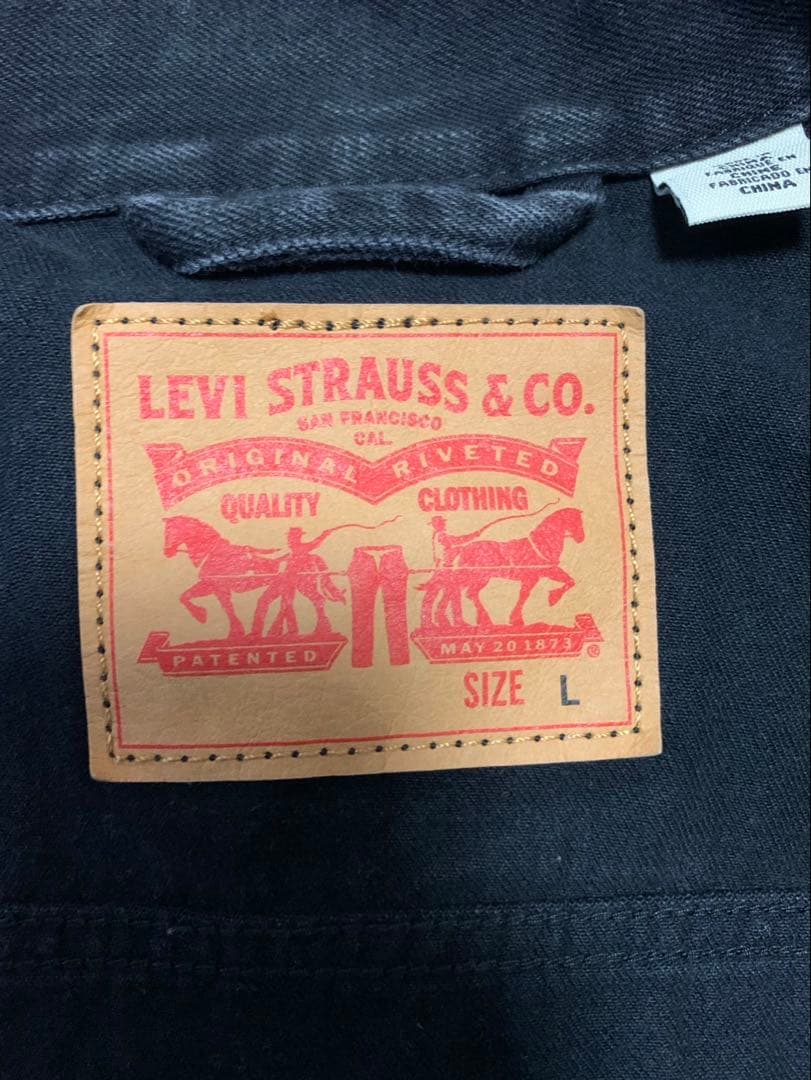 FABRIQUÉ EN
CHINE
FABRICADO EN
CHINA
LEVI STRAUSS & CO.
SAN FRANCISCO
CAL.
ORIGINAL RIVETED
QUALITY CLOTHING
PATENTED MAY 20 1873 ®
SIZE L